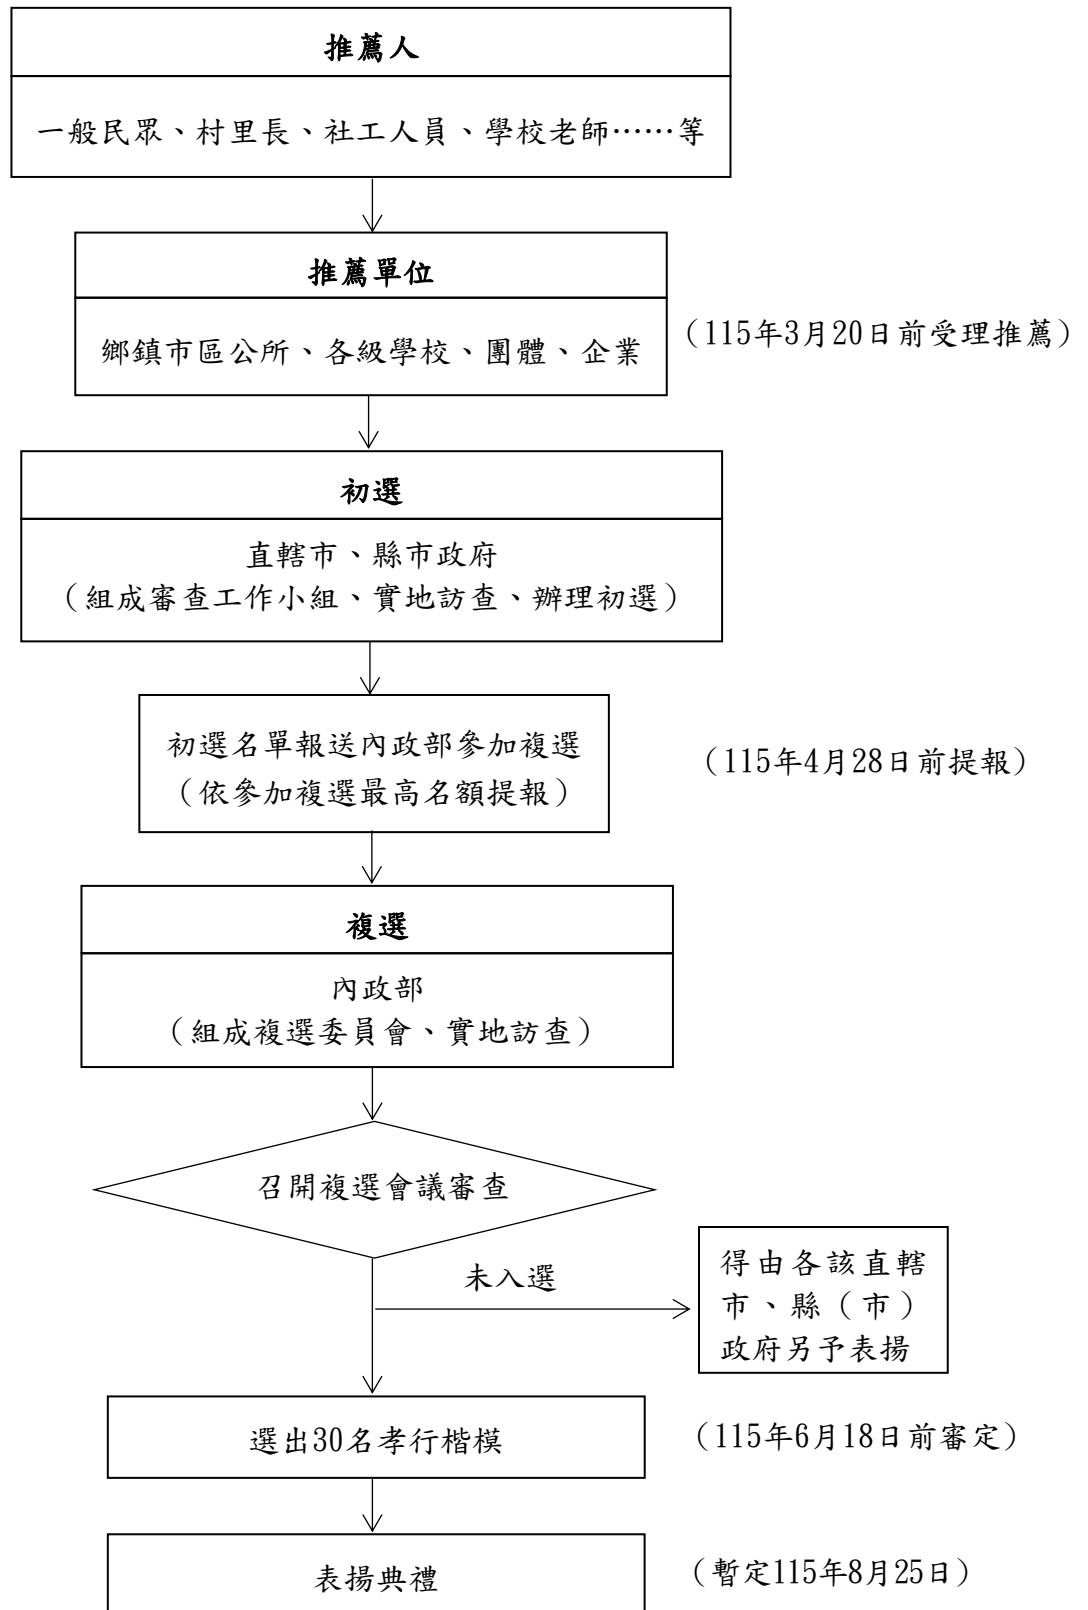 推薦人
一般民眾、村里長、社工人員、學校老師……等
推薦單位
鄉鎮市區公所、各級學校、團體、企業
（115年3月20日前受理推薦）
初選
直轄市、縣市政府
（組成審查工作小組、實地訪查、辦理初選）
初選名單報送內政部參加複選
（依參加複選最高名額提報）
（115年4月28日前提報）
複選
內政部
（組成複選委員會、實地訪查）
召開複選會議審查
未入選
得由各該直轄
市、縣（市）
政府另予表揚
選出30名孝行楷模
（115年6月18日前審定）
表揚典禮
（暫定115年8月25日）